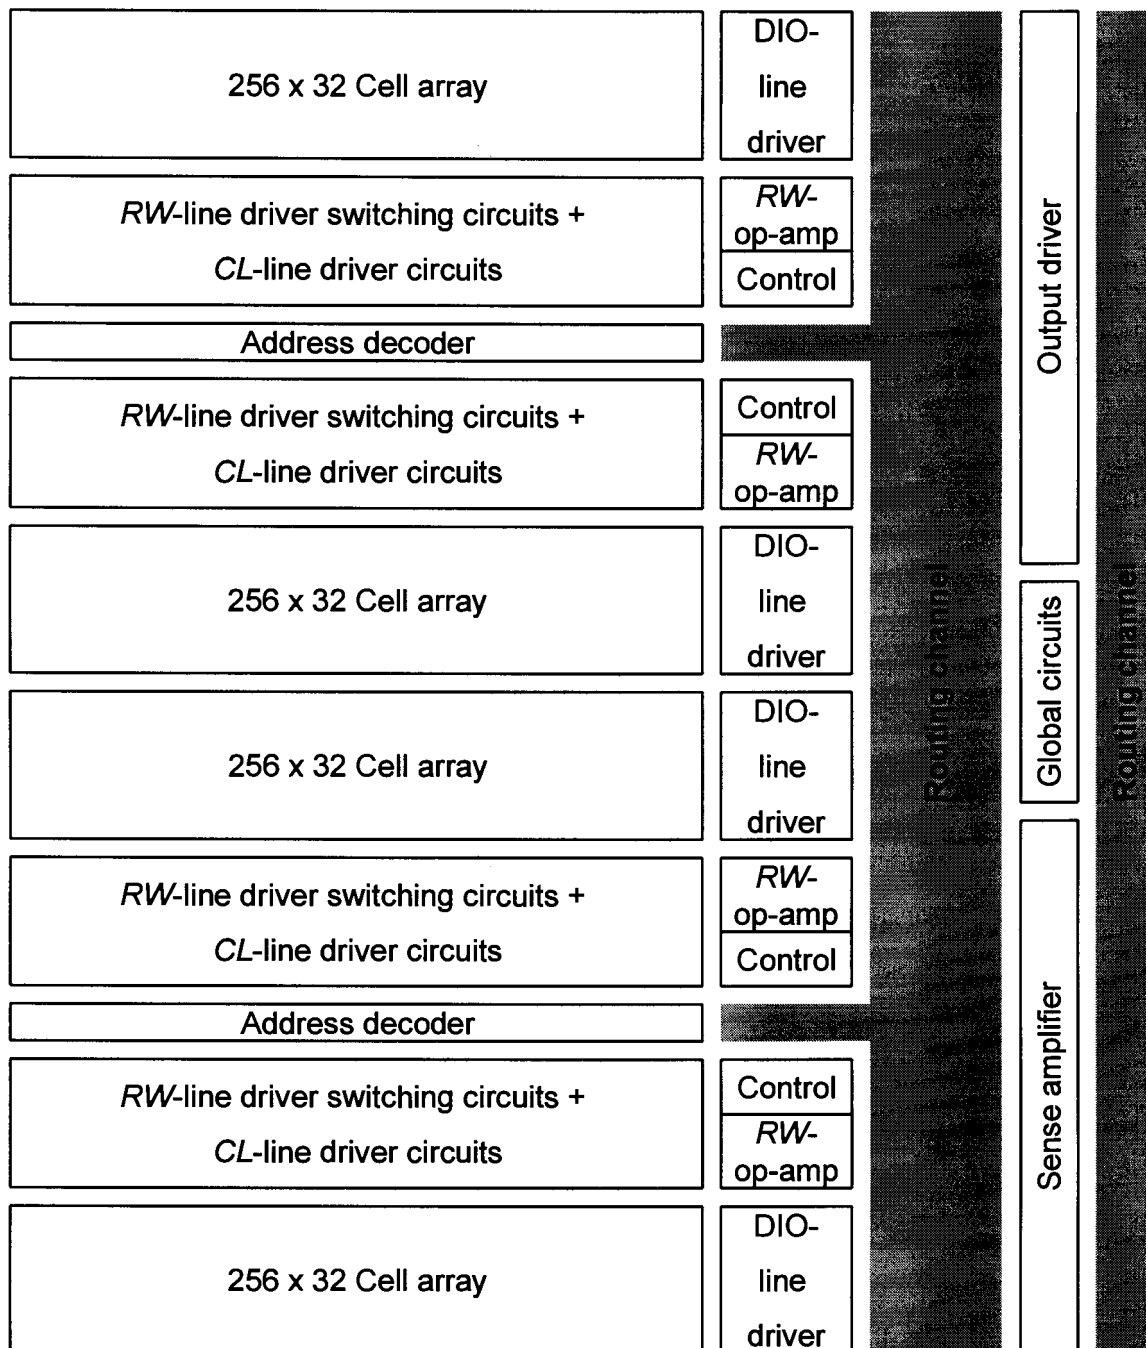 256 x 32 Cell array
DIO-
line
driver
RW-line driver switching circuits +
CL-line driver circuits
RW-
op-amp
Control
Address decoder
RW-line driver switching circuits +
CL-line driver circuits
Control
RW-
op-amp
256 x 32 Cell array
DIO-
line
driver
256 x 32 Cell array
DIO-
line
driver
RW-line driver switching circuits +
CL-line driver circuits
RW-
op-amp
Control
Address decoder
RW-line driver switching circuits +
CL-line driver circuits
Control
RW-
op-amp
256 x 32 Cell array
DIO-
line
driver
Routing channel
Output driver
Global circuits
Sense amplifier
Routing channel